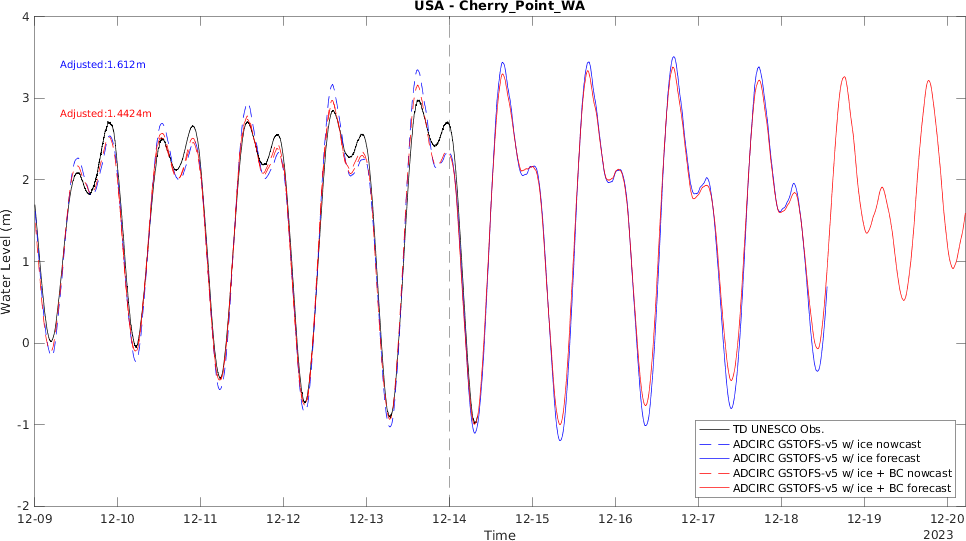 USA - Cherry_Point_WA
4
Adjusted:1.612m
3
Adjusted:1.4424m
2
Water Level (m)
1
0
-1
TD UNESCO Obs.
ADCIRC GSTOFS-v5 w/ ice nowcast
ADCIRC GSTOFS-v5 w/ ice forecast
ADCIRC GSTOFS-v5 w/ ice + BC nowcast
ADCIRC GSTOFS-v5 w/ ice + BC forecast
-2
12-09 12-10 12-11 12-12 12-13 12-14 12-15 12-16 12-17 12-18 12-19 12-20
Time
2023